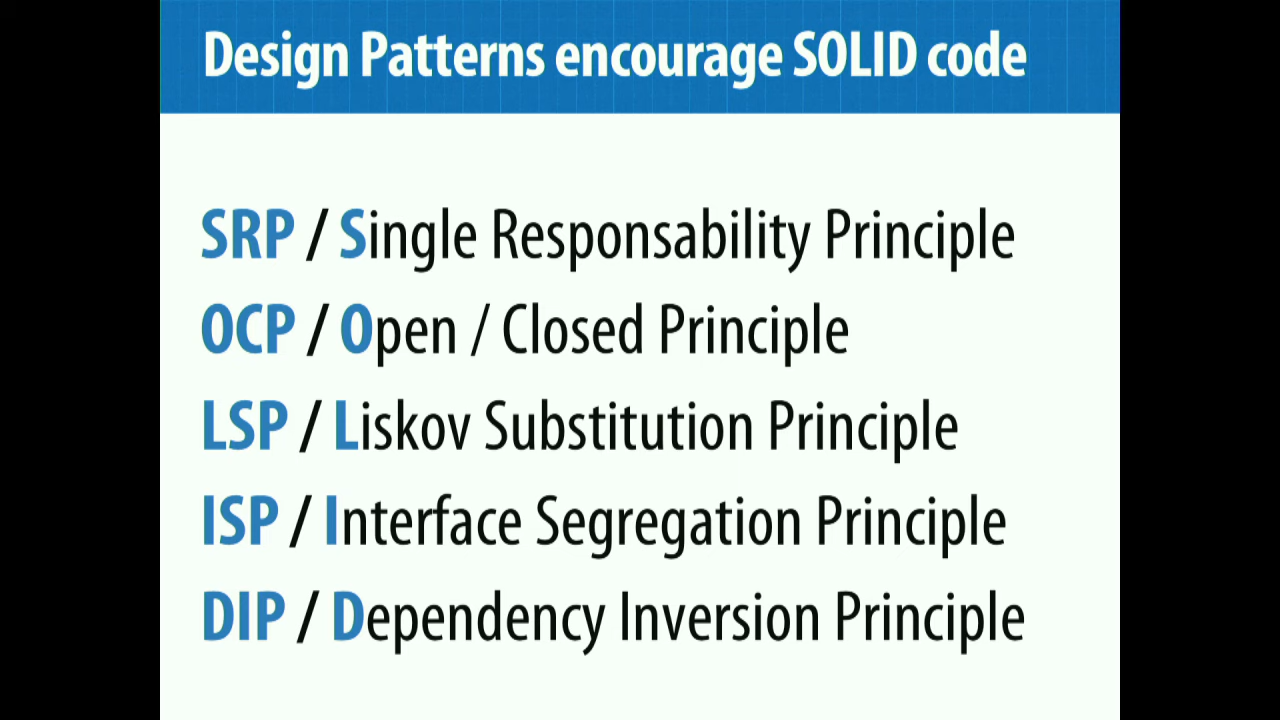 Design Patterns encourage SOLID code
SRP / Single Responsability Principle
OCP / Open / Closed Principle
LSP / Liskov Substitution Principle
ISP / Interface Segregation Principle
DIP / Dependency Inversion Principle